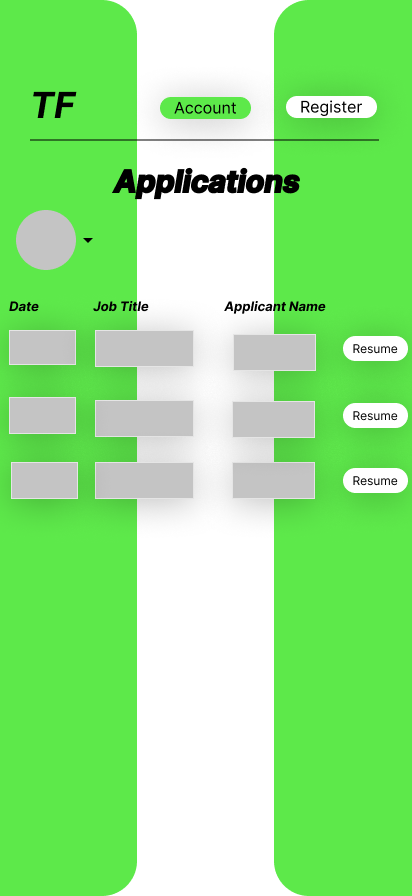 TF
Account Register
Applications
Date Job Title Applicant Name
Resume
Resume
Resume